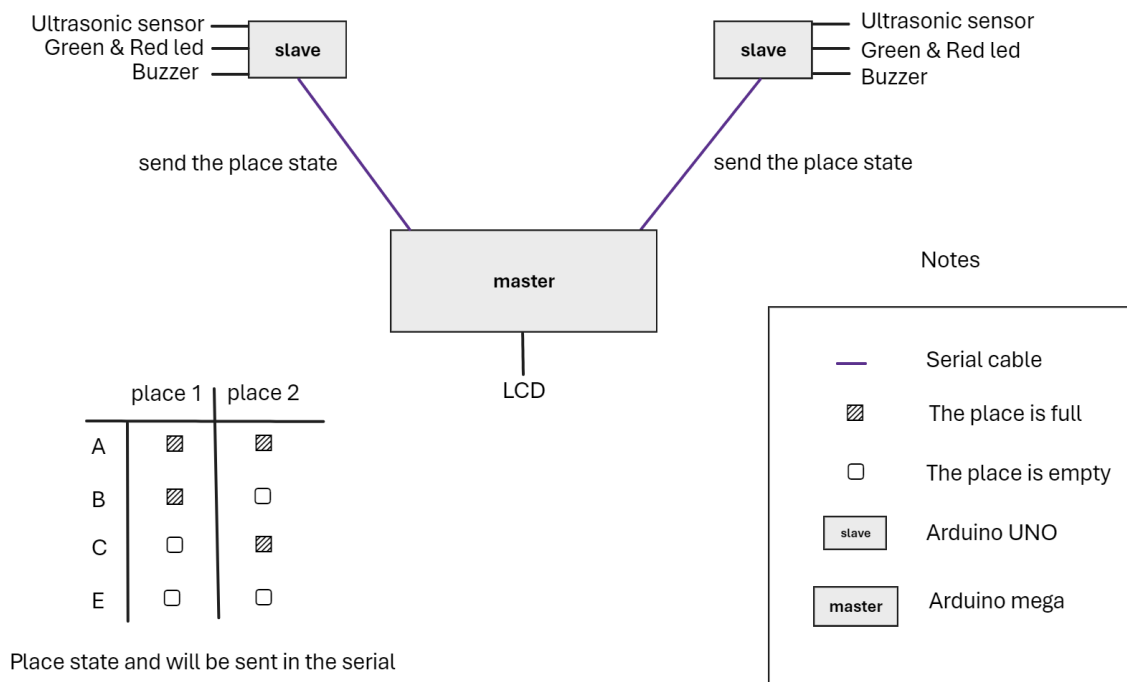 Ultrasonic sensor
Green & Red led
Buzzer
slave
slave
Ultrasonic sensor
Green & Red led
Buzzer
send the place state
send the place state
master
LCD
Notes
Serial cable
The place is full
The place is empty
slave Arduino UNO
master Arduino mega
place 1 place 2
A
B
C
E
Place state and will be sent in the serial